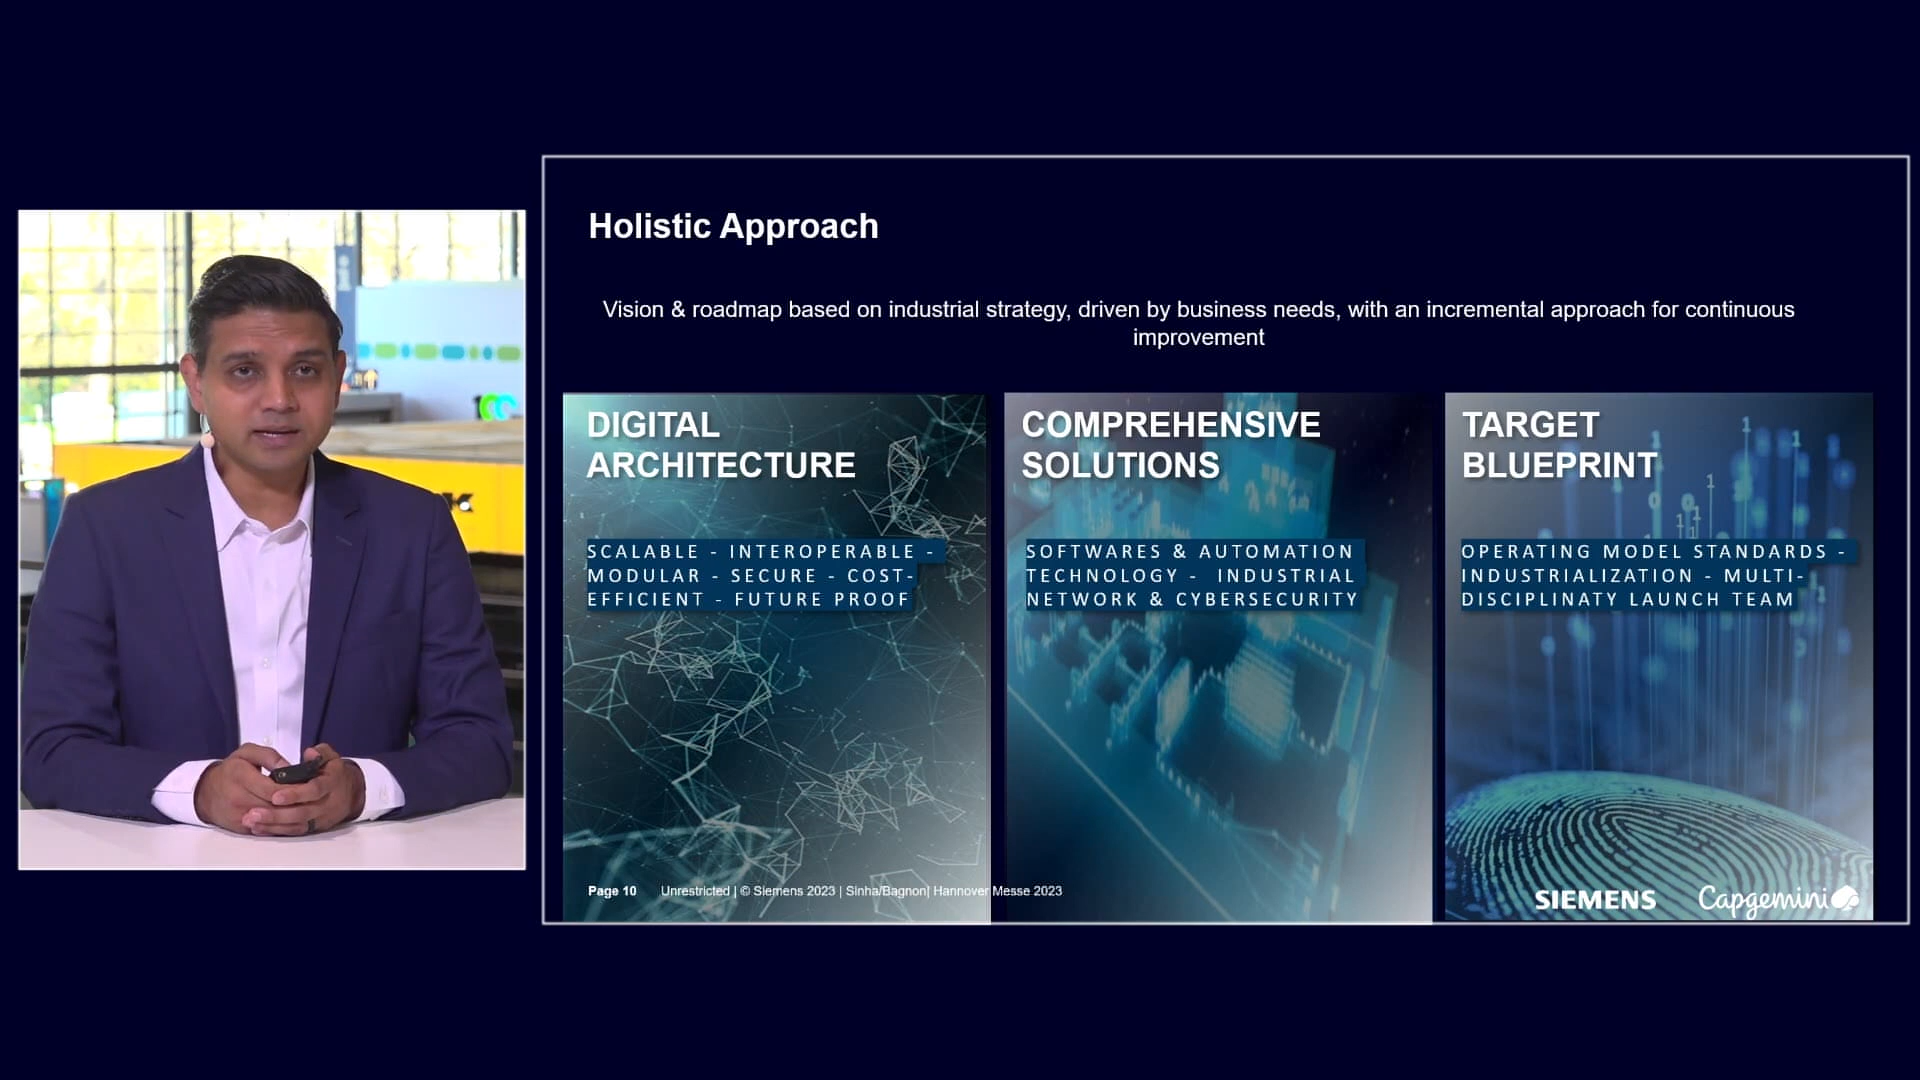 Holistic Approach
Vision & roadmap based on industrial strategy, driven by business needs, with an incremental approach for continuous
improvement
DIGITAL
ARCHITECTURE
SCALABLE - INTEROPERABLE -
MODULAR - SECURE - COST-
EFFICIENT - FUTURE PROOF
COMPREHENSIVE
SOLUTIONS
SOFTWARES & AUTOMATION
TECHNOLOGY - INDUSTRIAL
NETWORK & CYBERSECURITY
TARGET
BLUEPRINT
OPERATING MODEL STANDARDS -
INDUSTRIALIZATION - MULTI-
DISCIPLINATY LAUNCH TEAM
Page 10 Unrestricted | © Siemens 2023 | Sinha/Bagnon| Hannover Messe 2023
SIEMENS
Capgemini